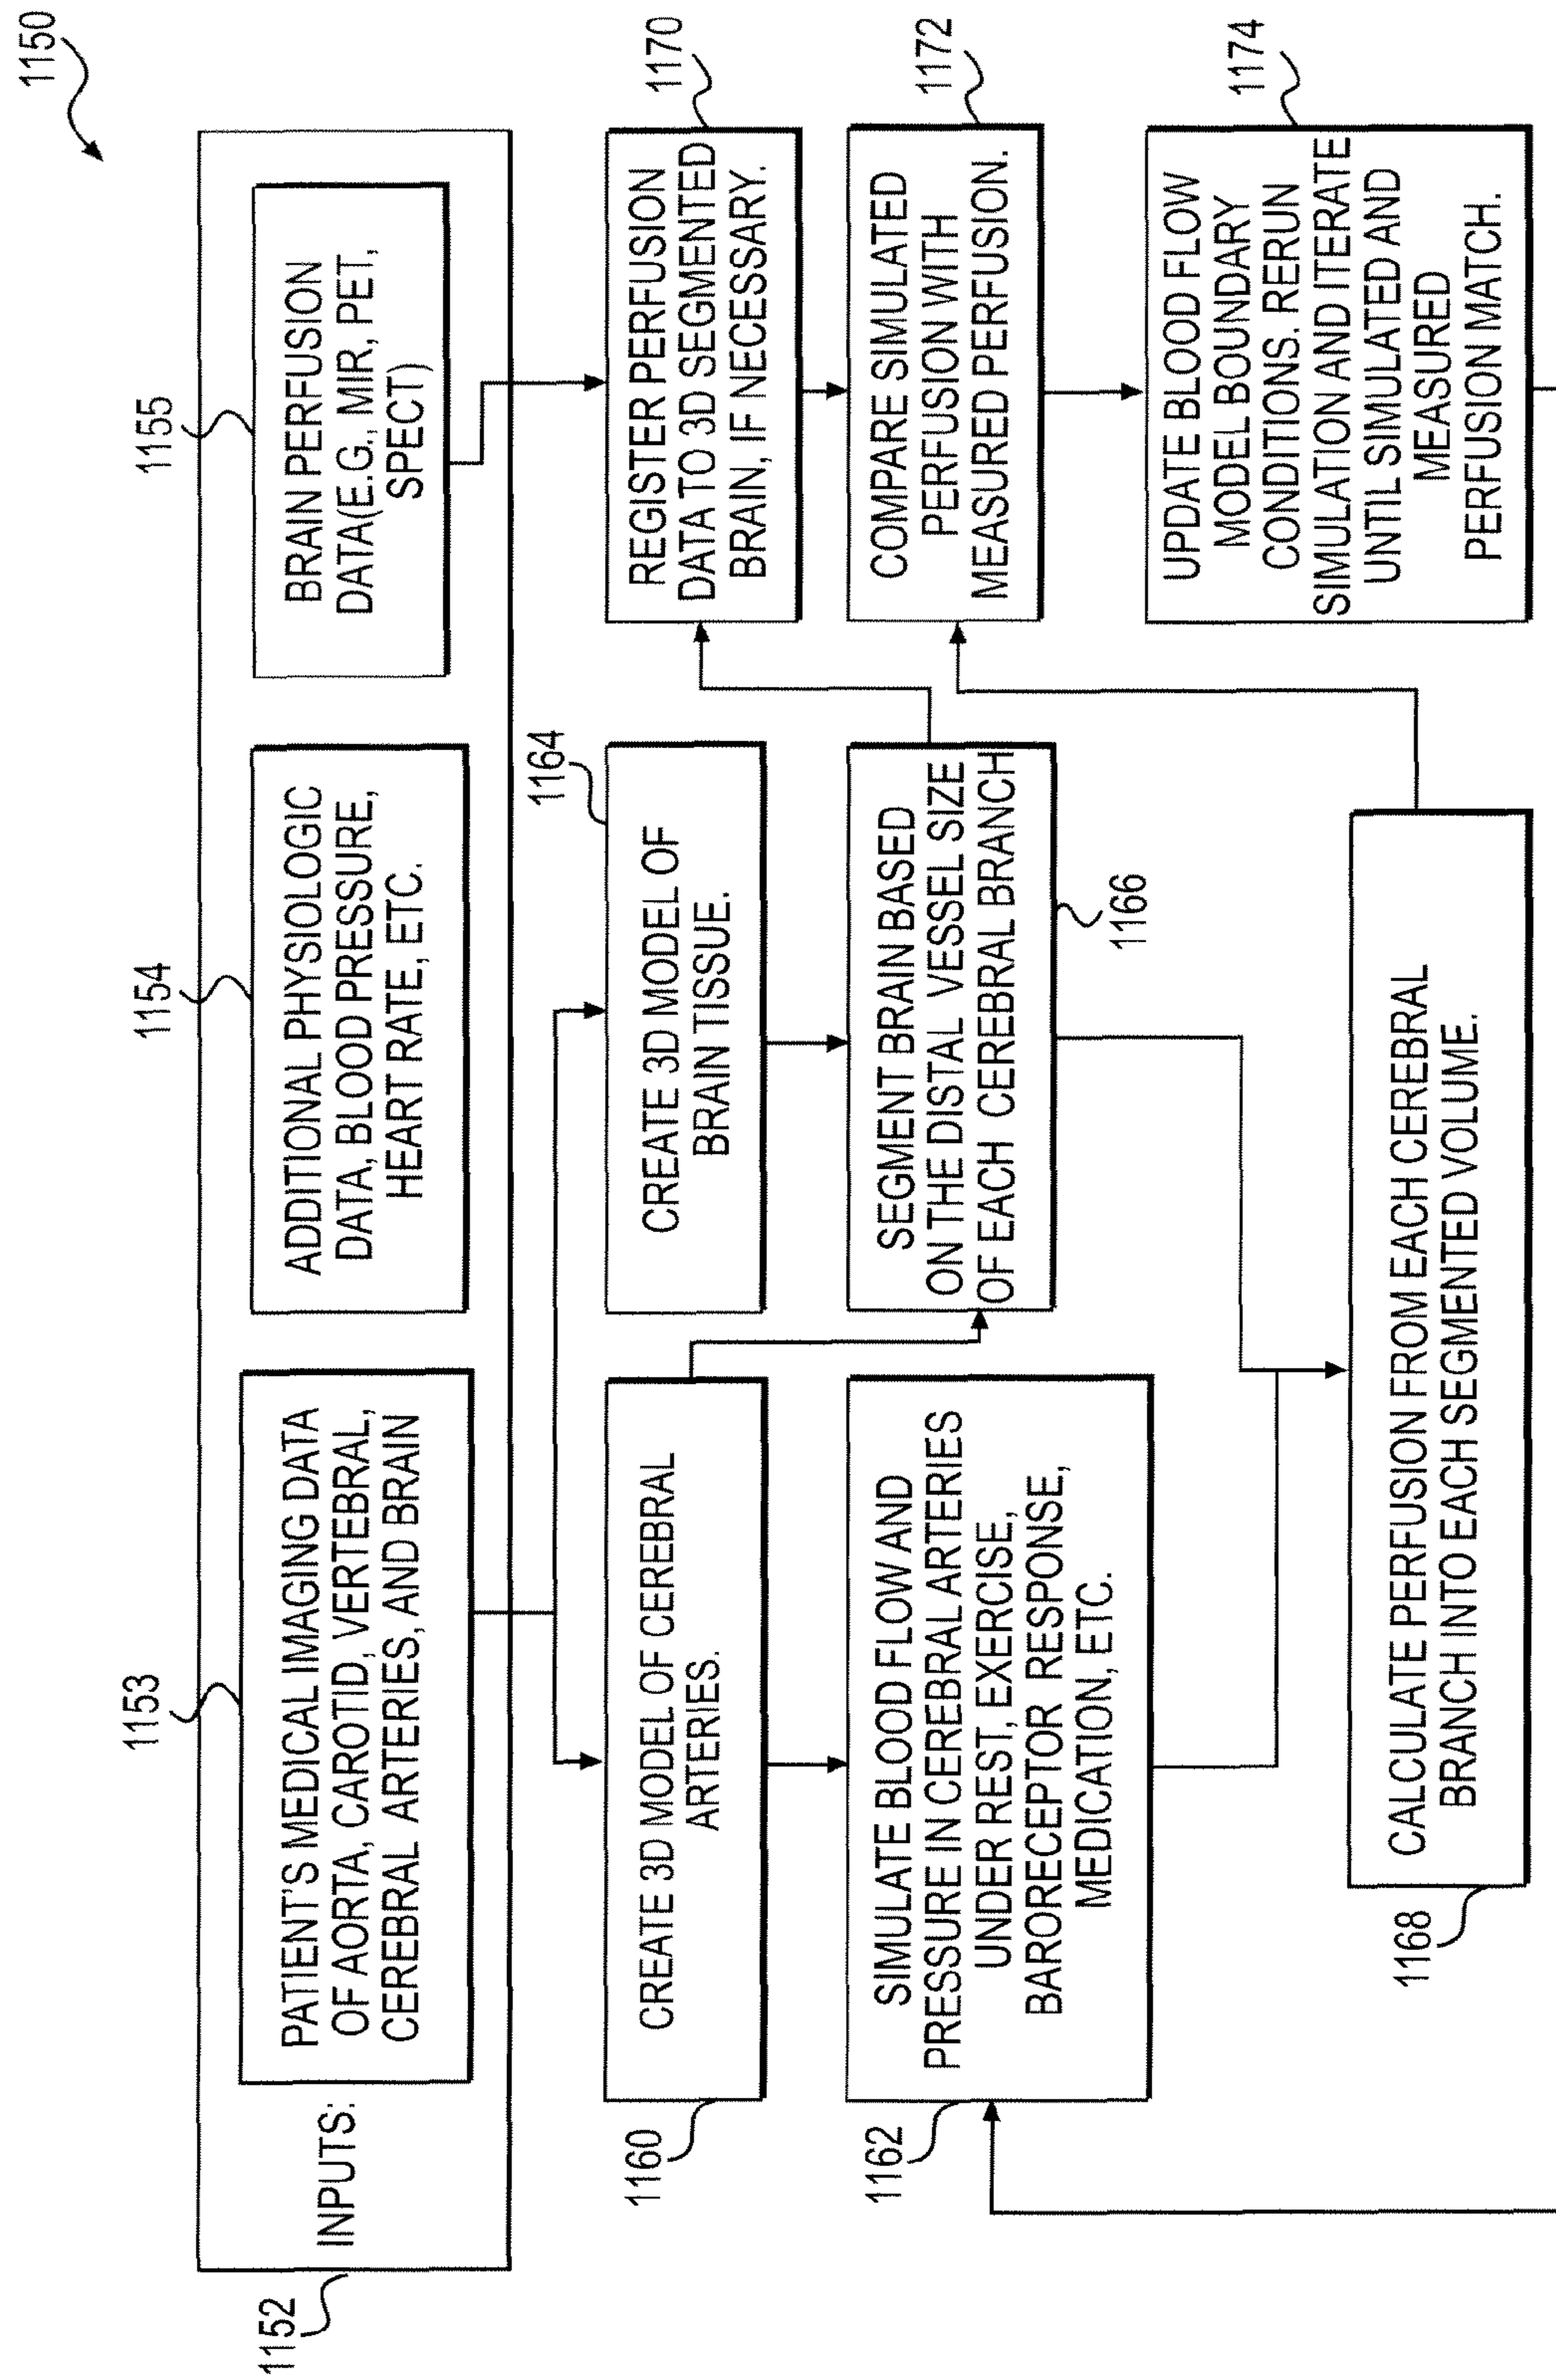 1150
1152
INPUTS:
1153
PATIENT'S MEDICAL IMAGING DATA
OF AORTA, CAROTID, VERTEBRAL,
CEREBRAL ARTERIES, AND BRAIN
1154
ADDITIONAL PHYSIOLOGIC
DATA, BLOOD PRESSURE,
HEART RATE, ETC.
1155
BRAIN PERFUSION
DATA(E.G., MIR, PET,
SPECT)
1160
CREATE 3D MODEL OF CEREBRAL
ARTERIES.
1164
CREATE 3D MODEL OF
BRAIN TISSUE.
1170
REGISTER PERFUSION
DATA TO 3D SEGMENTED
BRAIN, IF NECESSARY.
1162
SIMULATE BLOOD FLOW AND
PRESSURE IN CEREBRAL ARTERIES
UNDER REST, EXERCISE,
BARORECEPTOR RESPONSE,
MEDICATION, ETC.
SEGMENT BRAIN BASED
ON THE DISTAL VESSEL SIZE
OF EACH CEREBRAL BRANCH
1166
1172
COMPARE SIMULATED
PERFUSION WITH
MEASURED PERFUSION.
1168
CALCULATE PERFUSION FROM EACH CEREBRAL
BRANCH INTO EACH SEGMENTED VOLUME.
1174
UPDATE BLOOD FLOW
MODEL BOUNDARY
CONDITIONS. RERUN
SIMULATION AND ITERATE
UNTIL SIMULATED AND
MEASURED
PERFUSION MATCH.